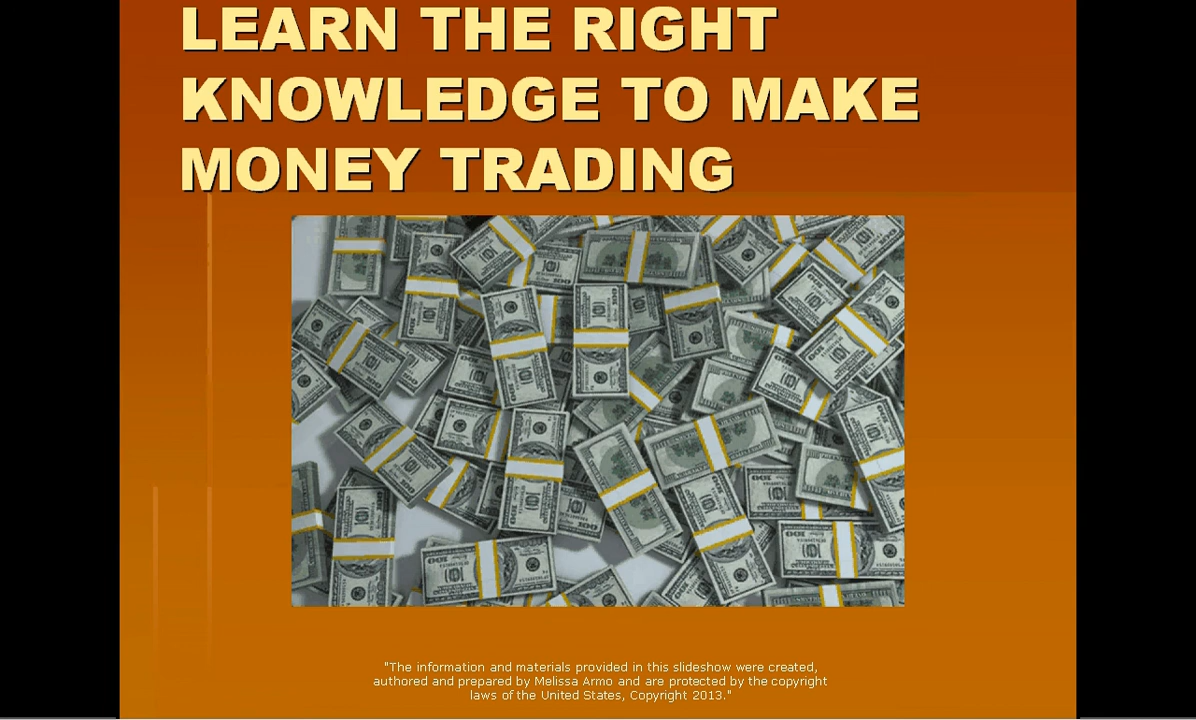 LEARN THE RIGHT
KNOWLEDGE TO MAKE
MONEY TRADING
"The information and materials provided in this slideshow were created,
authored and prepared by Melissa Armo and are protected by the copyright
laws of the United States, Copyright 2013."